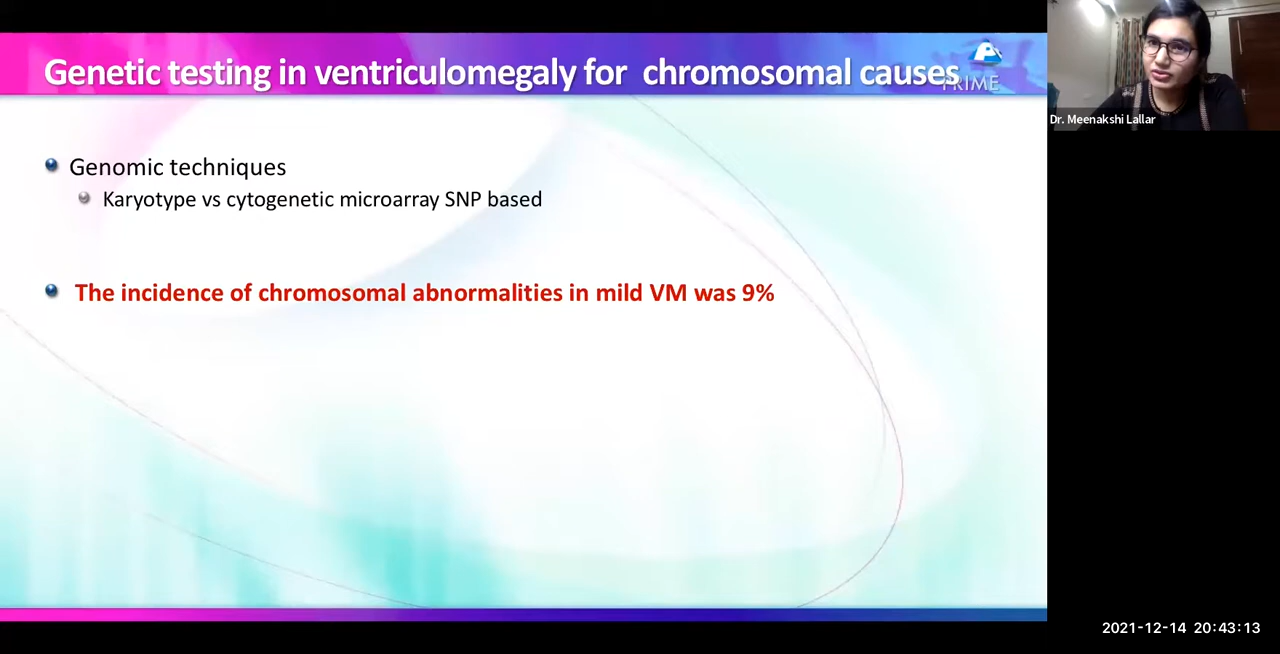 Genetic testing in ventriculomegaly for chromosomal causes
PRIME
Dr. Meenakshi Lallar
Genomic techniques
Karyotype vs cytogenetic microarray SNP based
The incidence of chromosomal abnormalities in mild VM was 9%
2021-12-14 20:43:13